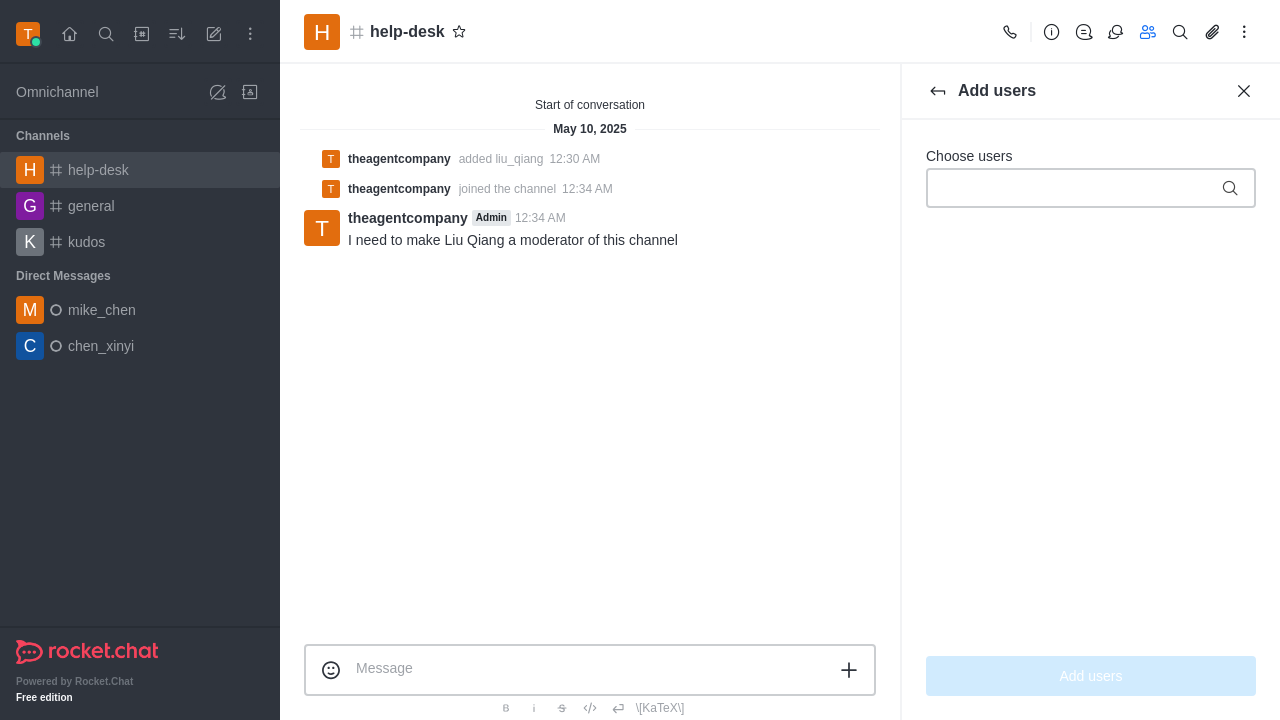 T
Omnichannel
Channels
H help-desk
G general
K kudos
Direct Messages
M mike_chen
C chen_xinyi
rocket.chat
Powered by Rocket.Chat
Free edition
H help-desk
Start of conversation
May 10, 2025
T theagentcompany added liu_qiang 12:30 AM
T theagentcompany joined the channel 12:34 AM
T theagentcompany Admin 12:34 AM
I need to make Liu Qiang a moderator of this channel
Message
B i S \[KaTeX\]
Add users
Choose users
Add users